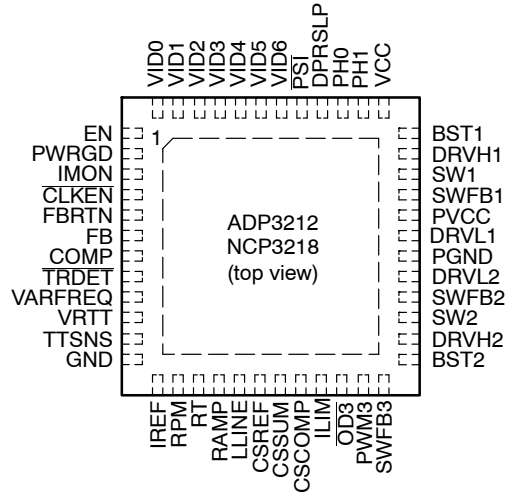 VID0
VID1
VID2
VID3
VID4
VID5
VID6
PSI
DPRSLP
PH0
PH1
VCC
1
EN
PWRGD
IMON
CLKEN
FBRTN
FB
COMP
TRDET
VARFREQ
VRTT
TTSNS
GND
ADP3212
NCP3218
(top view)
BST1
DRVH1
SW1
SWFB1
PVCC
DRVL1
PGND
DRVL2
SWFB2
SW2
DRVH2
BST2
IREF
RPM
RT
RAMP
LLINE
CSREF
CSSUM
CSCOMP
ILIM
OD3
PWM3
SWFB3